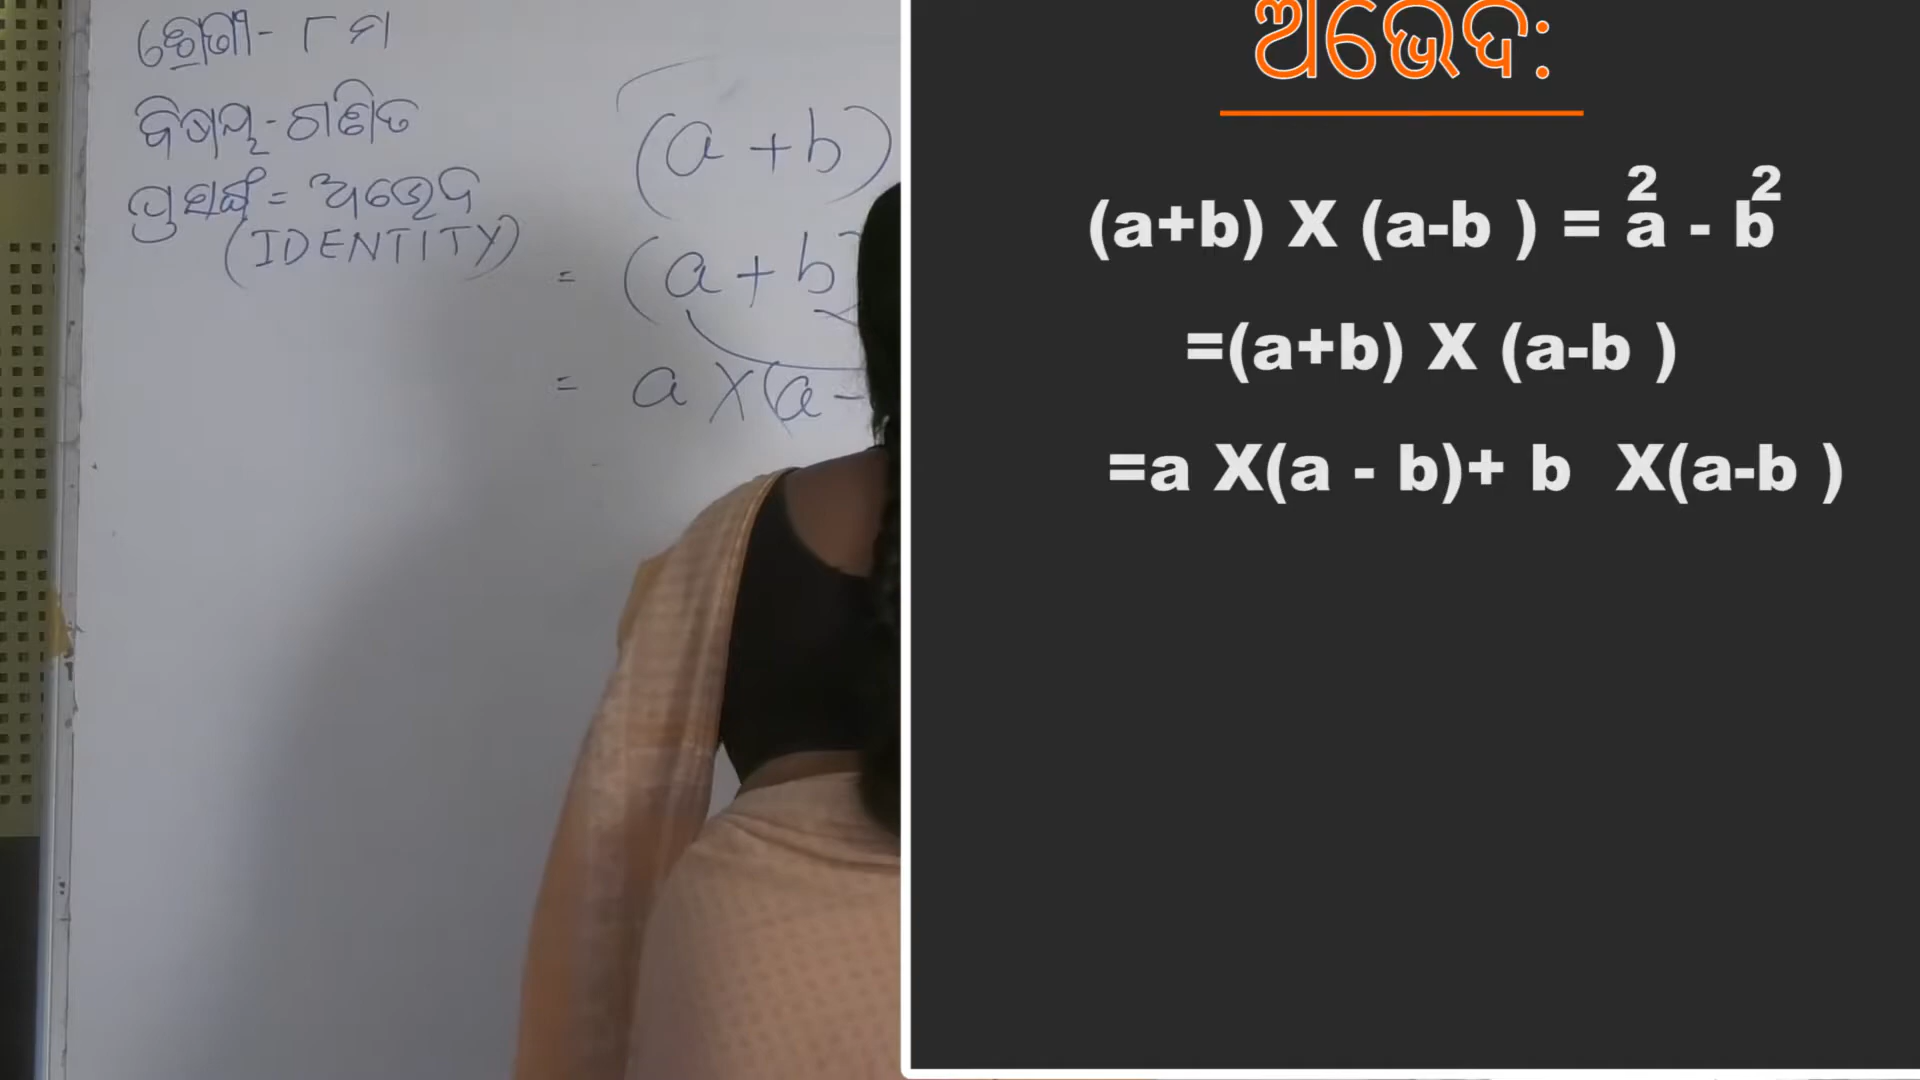 ଶ୍ରେଣୀ- ୮ମ
ବିଷୟ-ଗଣିତ
ପ୍ରସଙ୍ଗ= ଅଭେଦ
(IDENTITY)
(a + b)
= (a + b
= a X (a -
ଅଭେଦ:
(a+b) X (a-b ) = a² - b²
=(a+b) X (a-b )
=a X(a - b)+ b X(a-b )